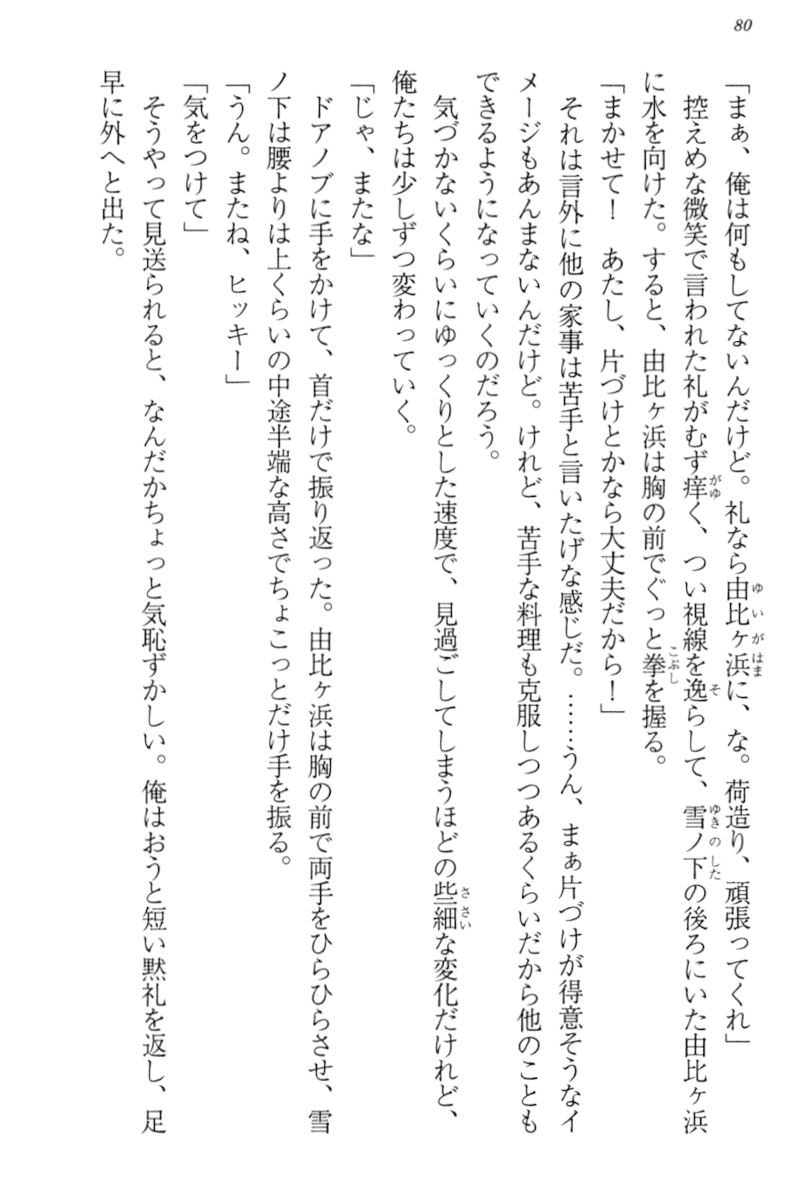 80
「まぁ、俺は何もしてないんだけど。礼なら由比ヶ浜に、な。荷造り、頑張ってくれ」
　控えめな微笑で言われた礼がむず痒く、つい視線を逸らして、雪ノ下の後ろにいた由比ヶ浜
に水を向けた。すると、由比ヶ浜は胸の前でぐっと拳を握る。
「まかせて！　あたし、片づけとかなら大丈夫だから！」
　それは言外に他の家事は苦手と言いたげな感じだ。……うん、まぁ片づけが得意そうなイ
メージもあんまないんだけど。けれど、苦手な料理も克服しつつあるくらいだから他のことも
できるようになっていくのだろう。
　気づかないくらいにゆっくりとした速度で、見過ごしてしまうほどの些細な変化だけれど、
俺たちは少しずつ変わっていく。
「じゃ、またな」
　ドアノブに手をかけて、首だけで振り返った。由比ヶ浜は胸の前で両手をひらひらさせ、雪
ノ下は腰よりは上くらいの中途半端な高さでちょこっとだけ手を振る。
「うん。またね、ヒッキー」
「気をつけて」
　そうやって見送られると、なんだかちょっと気恥ずかしい。俺はおうと短い黙礼を返し、足
早に外へと出た。